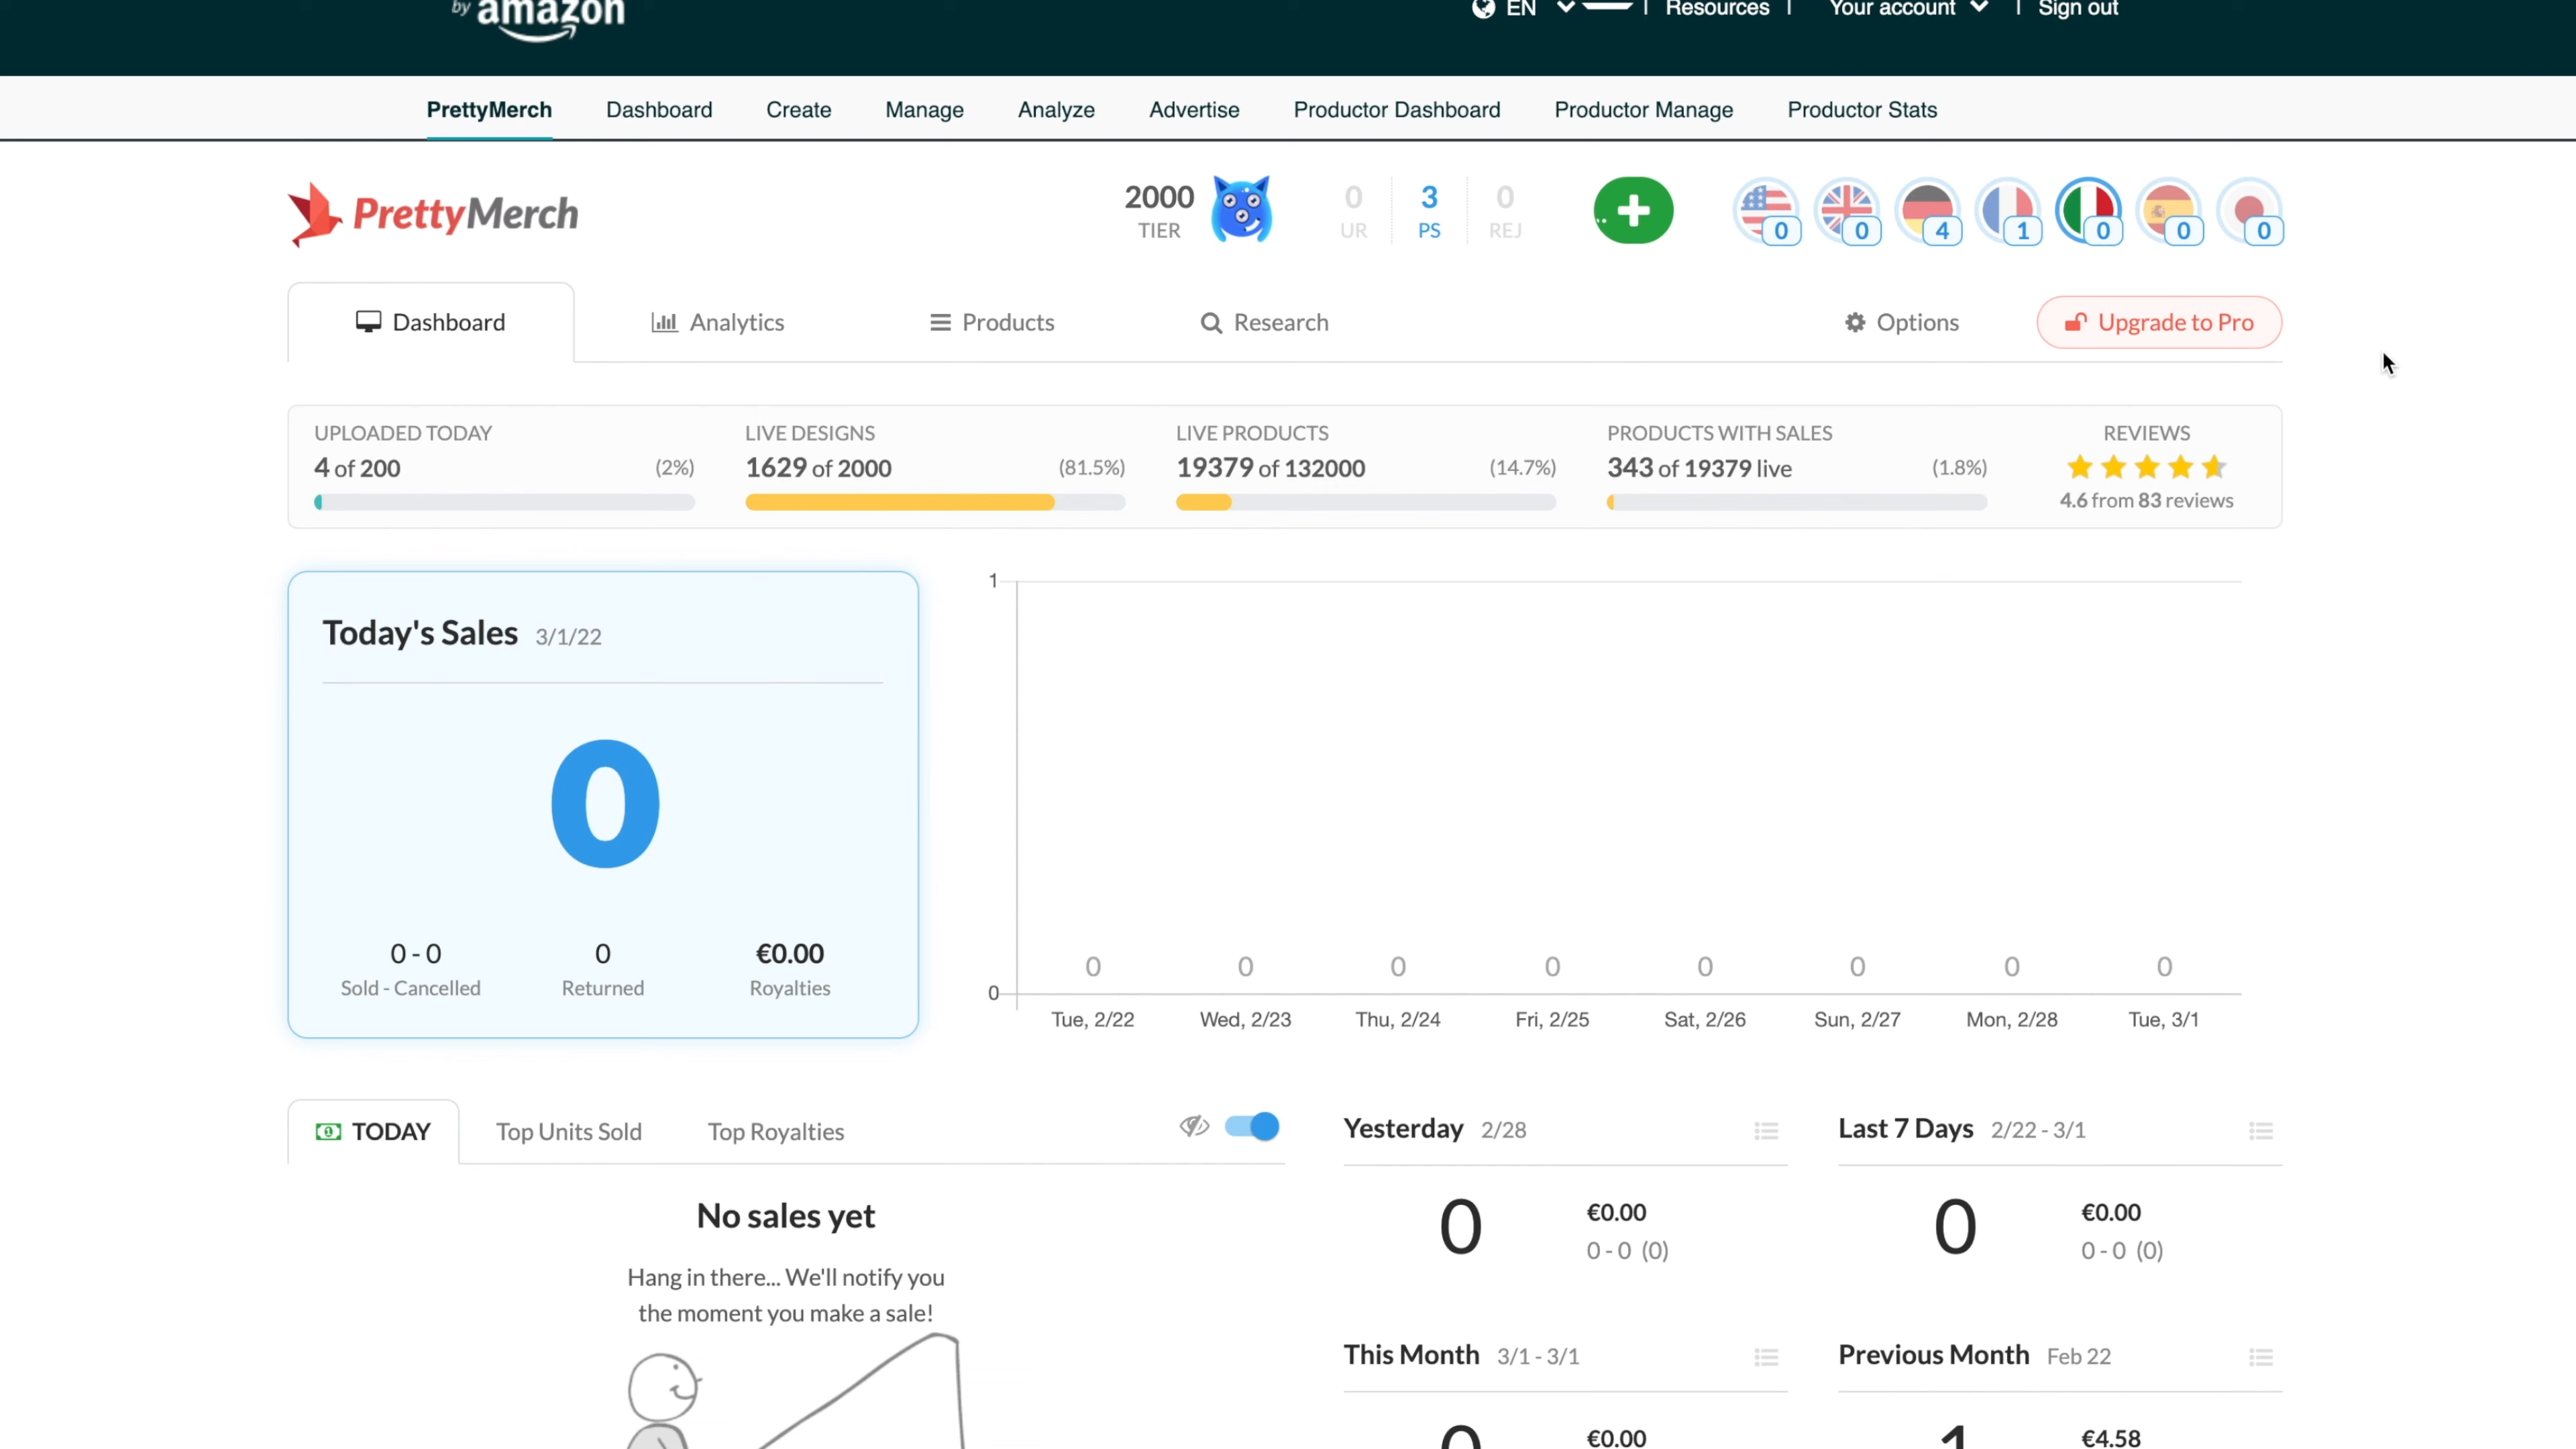 by amazon
EN | Resources | Your account | Sign out
PrettyMerch Dashboard Create Manage Analyze Advertise Productor Dashboard Productor Manage Productor Stats
PrettyMerch
2000 TIER
0 UR
3 PS
0 REJ
0 0 4 1 0 0 0
Dashboard Analytics Products Research Options Upgrade to Pro
UPLOADED TODAY
4 of 200 (2%)
LIVE DESIGNS
1629 of 2000 (81.5%)
LIVE PRODUCTS
19379 of 132000 (14.7%)
PRODUCTS WITH SALES
343 of 19379 live (1.8%)
REVIEWS
4.6 from 83 reviews
Today's Sales 3/1/22
0
0 - 0 0 €0.00
Sold - Cancelled Returned Royalties
1
0 0 0 0 0 0 0 0
0
Tue, 2/22 Wed, 2/23 Thu, 2/24 Fri, 2/25 Sat, 2/26 Sun, 2/27 Mon, 2/28 Tue, 3/1
TODAY Top Units Sold Top Royalties
No sales yet
Hang in there... We'll notify you
the moment you make a sale!
Yesterday 2/28
0 €0.00
0 - 0 (0)
Last 7 Days 2/22 - 3/1
0 €0.00
0 - 0 (0)
This Month 3/1 - 3/1
0 €0.00
Previous Month Feb 22
1 €4.58